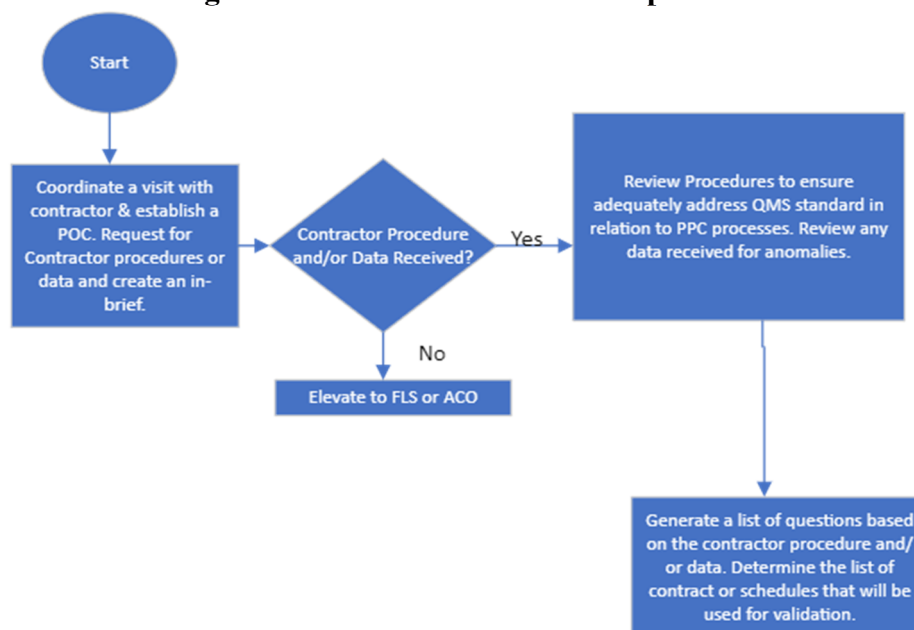 Start
Coordinate a visit with
contractor & establish a
POC. Request for
Contractor procedures or
data and create an in-
brief.
Contractor Procedure
and/or Data Received?
Yes
Review Procedures to ensure
adequately address QMS standard in
relation to PPC processes. Review any
data received for anomalies.
No
Elevate to FLS or ACO
Generate a list of questions based
on the contractor procedure and/
or data. Determine the list of
contract or schedules that will be
used for validation.